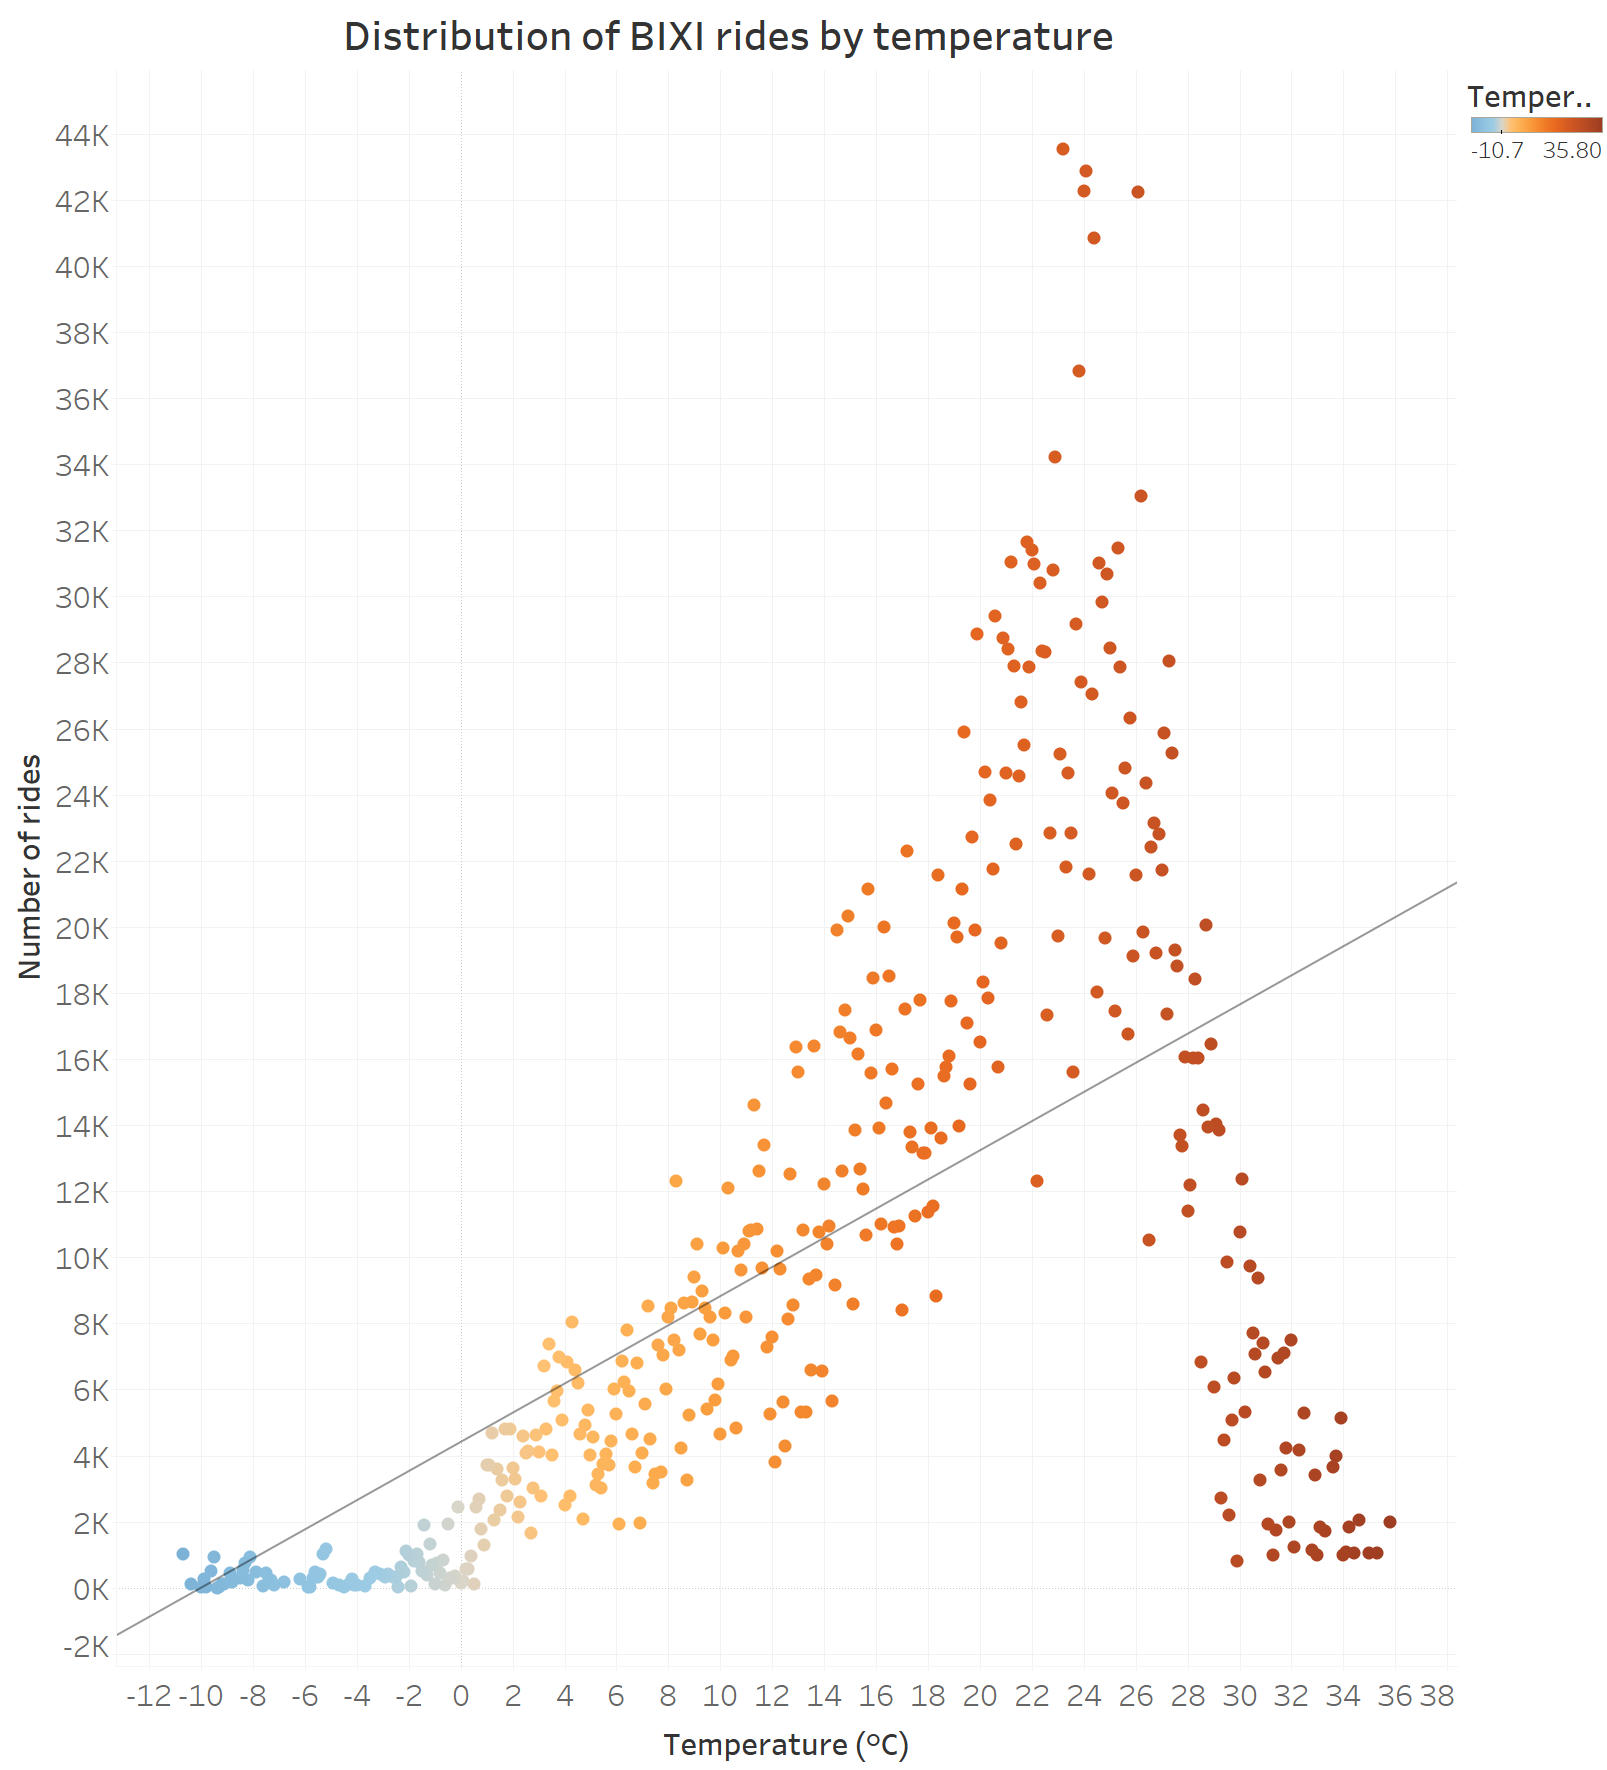 Distribution of BIXI rides by temperature
Temper..
-10.7 35.80
44K
42K
40K
38K
36K
34K
32K
30K
28K
26K
24K
22K
20K
18K
16K
14K
12K
10K
8K
6K
4K
2K
0K
-2K
Number of rides
-12 -10 -8 -6 -4 -2 0 2 4 6 8 10 12 14 16 18 20 22 24 26 28 30 32 34 36 38
Temperature (°C)